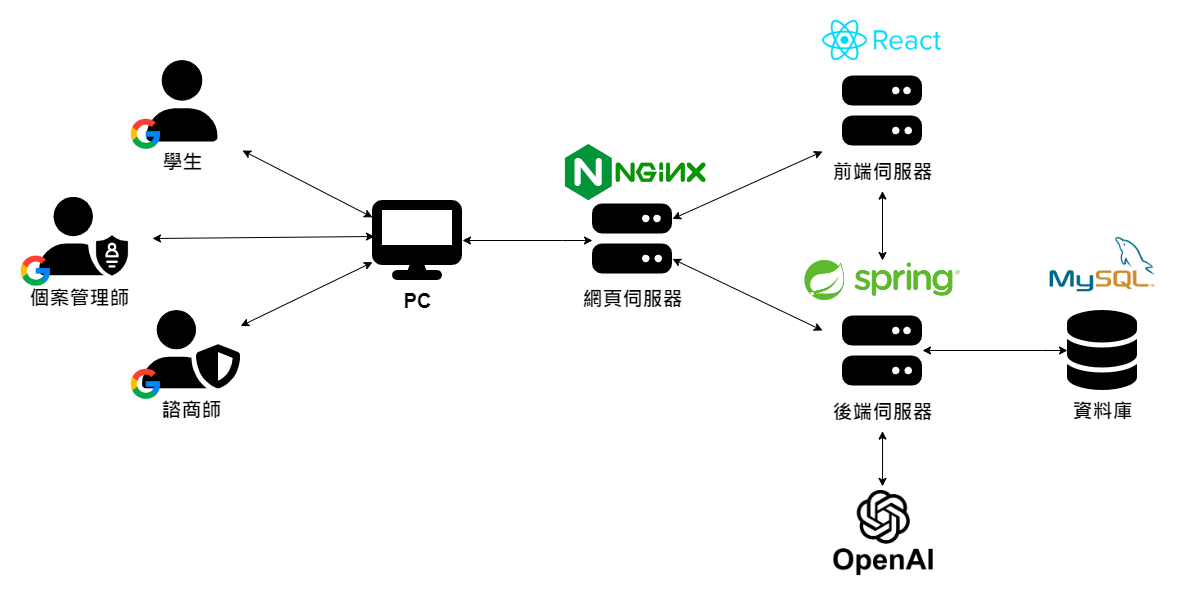 React
學生
前端伺服器
NGINX
個案管理師
PC
網頁伺服器
spring®
MySQL™
諮商師
後端伺服器
資料庫
OpenAI